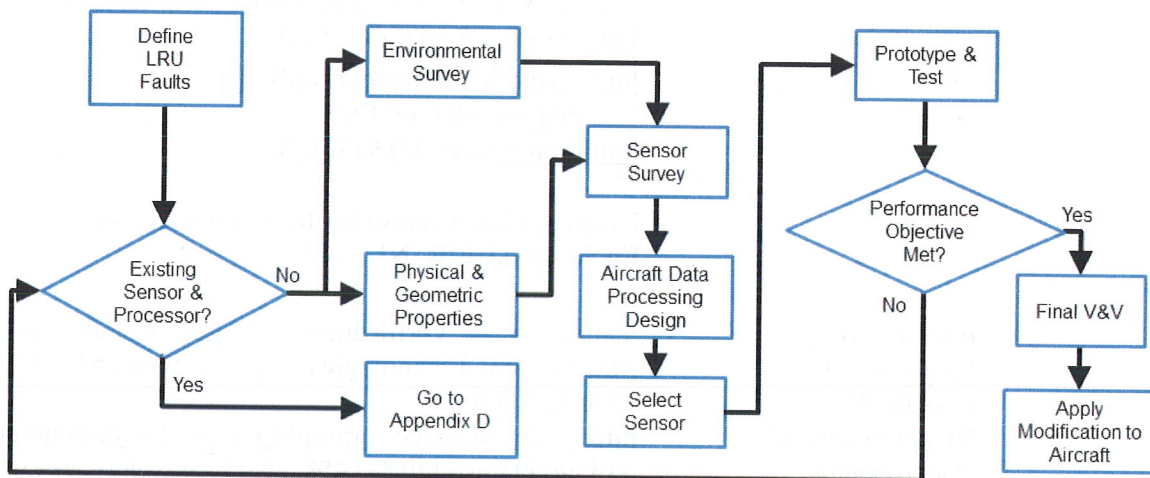 Define
LRU
Faults
Existing
Sensor &
Processor?
No
Yes
Environmental
Survey
Physical &
Geometric
Properties
Go to
Appendix D
Sensor
Survey
Aircraft Data
Processing
Design
Select
Sensor
Prototype &
Test
Performance
Objective
Met?
Yes
No
Final V&V
Apply
Modification to
Aircraft